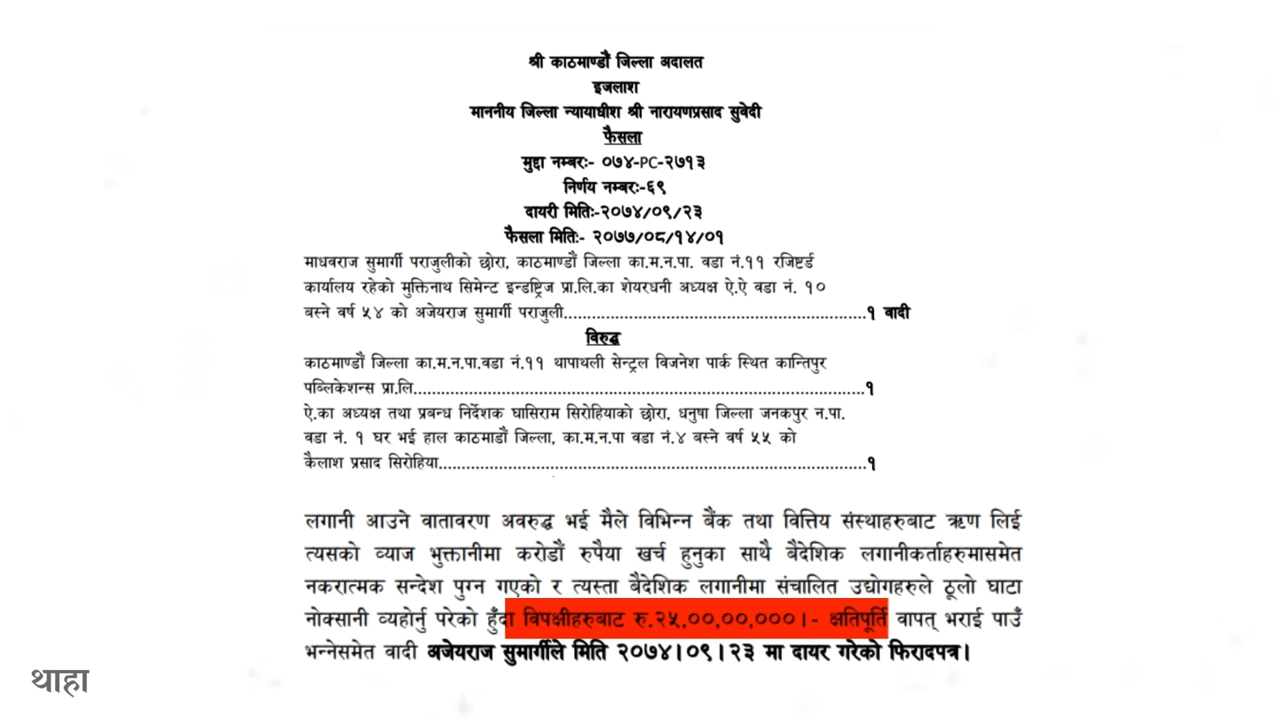 श्री काठमाण्डौं जिल्ला अदालत
इजलाश
माननीय जिल्ला न्यायाधीश श्री नारायणप्रसाद सुवेदी
फैसला
मुद्दा नम्बरः- ०७४-PC-२७१३
निर्णय नम्बरः-६९
दायरी मितिः-२०७४/०९/२३
फैसला मितिः- २०७७/०८/१४/०१
माधवराज सुमार्गी पराजुलीको छोरा, काठमाण्डौं जिल्ला का.म.न.पा. वडा नं.११ रजिष्टर्ड
कार्यालय रहेको मुक्तिनाथ सिमेन्ट इन्डष्ट्रिज प्रा.लि.का शेयरधनी अध्यक्ष ऐ.ऐ वडा नं. १०
बस्ने वर्ष ५४ को अजेयराज सुमार्गी पराजुली..............................................................१ वादी
विरुद्ध
काठमाण्डौं जिल्ला का.म.न.पा.वडा नं.११ थापाथली सेन्ट्रल विजनेश पार्क स्थित कान्तिपुर
पब्लिकेशन्स प्रा.लि............................................................................................१
ऐ.का अध्यक्ष तथा प्रबन्ध निर्देशक घासिराम सिरोहियाको छोरा, धनुषा जिल्ला जनकपुर न.पा.
वडा नं. १ घर भई हाल काठमाडौं जिल्ला, का.म.न.पा वडा नं.४ बस्ने वर्ष ५५ को
कैलाश प्रसाद सिरोहिया........................................................................................१
लगानी आउने वातावरण अवरुद्ध भई मैले विभिन्न बैंक तथा वित्तिय संस्थाहरुबाट ऋण लिई
त्यसको व्याज भुक्तानीमा करोडौं रुपैया खर्च हुनुका साथै बैदेशिक लगानीकर्ताहरुमासमेत
नकरात्मक सन्देश पुग्न गएको र त्यस्ता बैदेशिक लगानीमा संचालित उद्योगहरुले ठूलो घाटा
नोक्सानी व्यहोर्नु परेको हुँदा विपक्षीहरुबाट रु.२५,००,००,०००।- क्षतिपूर्ति वापत् भराई पाउँ
भन्नेसमेत वादी अजेयराज सुमार्गीले मिति २०७४।०९।२३ मा दायर गरेको फिरादपत्र।
थाहा